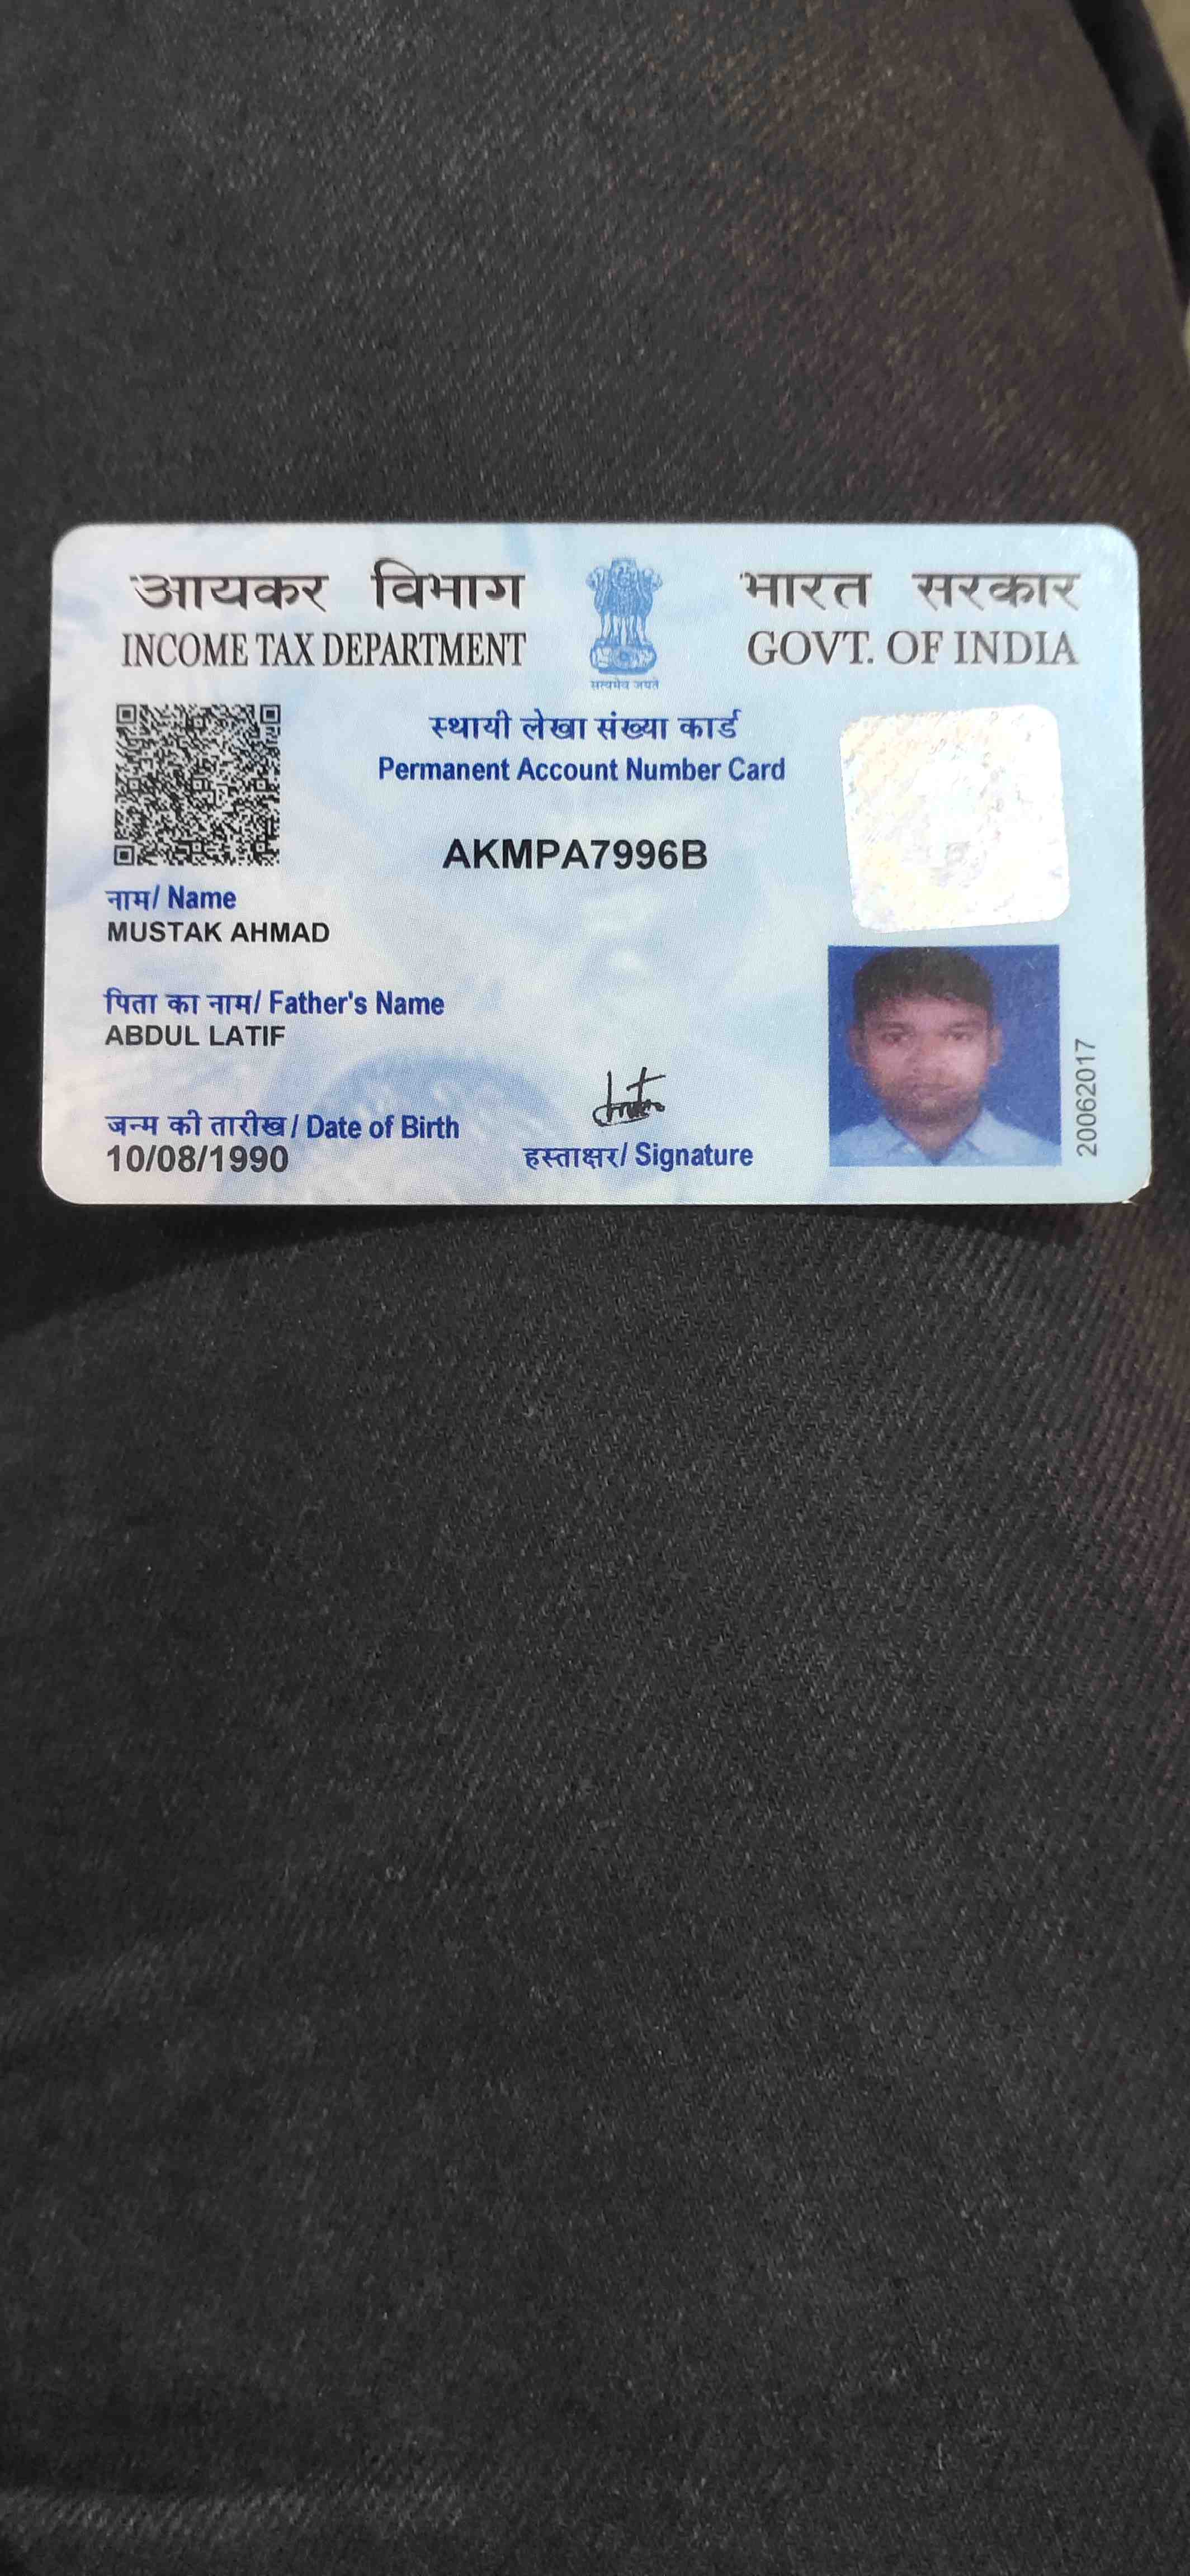 आयकर विभाग भारत सरकार
INCOME TAX DEPARTMENT GOVT. OF INDIA
सत्यमेव जयते
स्थायी लेखा संख्या कार्ड
Permanent Account Number Card
AKMPA7996B
नाम/ Name
MUSTAK AHMAD
पिता का नाम/ Father's Name
ABDUL LATIF
जन्म की तारीख/ Date of Birth
10/08/1990
हस्ताक्षर/ Signature
20062017